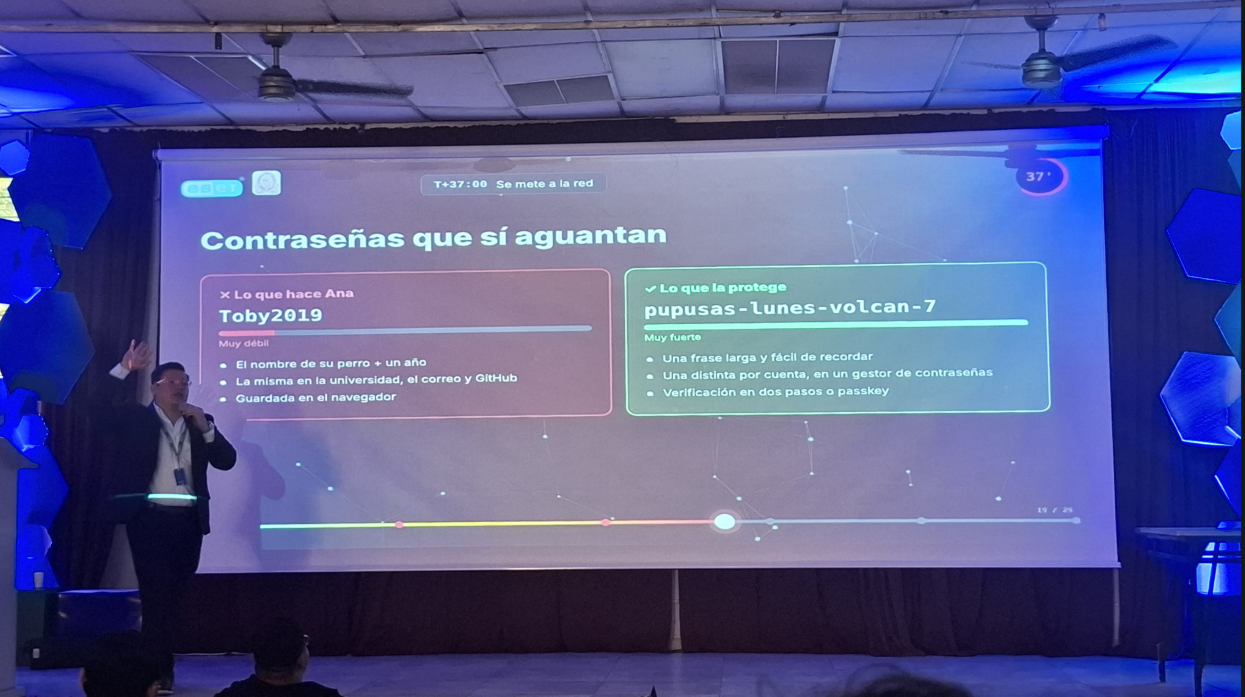 eset
T+37:00 Se mete a la red
37'
Contraseñas que sí aguantan
✕ Lo que hace Ana
Toby2019
Muy débil
• El nombre de su perro + un año
• La misma en la universidad, el correo y GitHub
• Guardada en el navegador
✓ Lo que la protege
pupusas-lunes-volcan-7
Muy fuerte
• Una frase larga y fácil de recordar
• Una distinta por cuenta, en un gestor de contraseñas
• Verificación en dos pasos o passkey
15 / 25